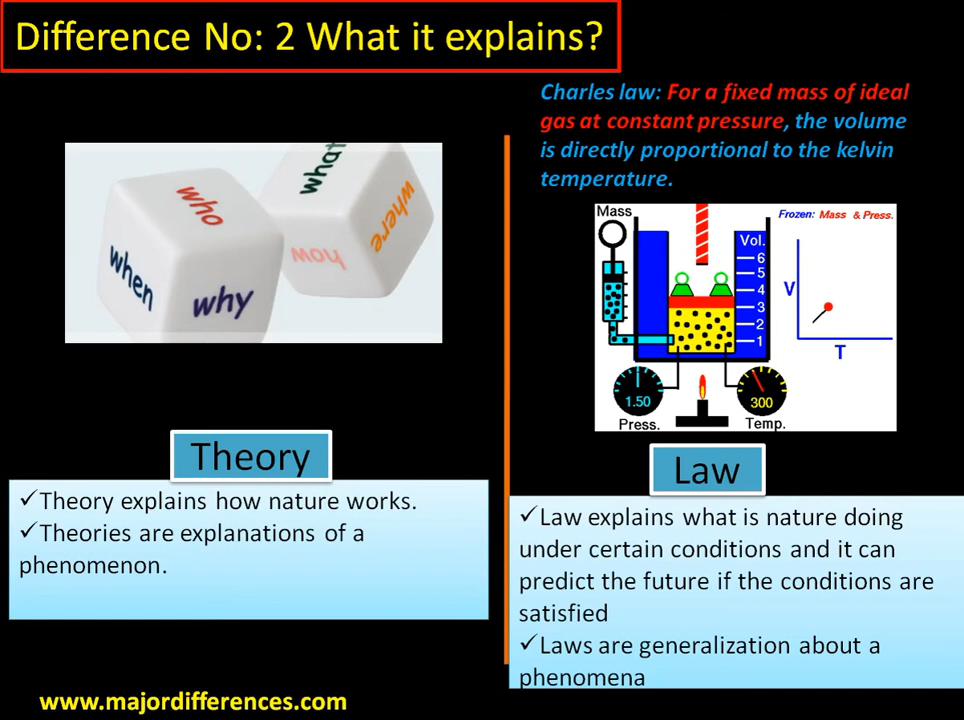 Difference No: 2 What it explains?
who
when
why
what
where
how
Theory
✓Theory explains how nature works.
✓Theories are explanations of a
phenomenon.
Charles law: For a fixed mass of ideal
gas at constant pressure, the volume
is directly proportional to the kelvin
temperature.
Mass
Vol.
6
5
4
3
2
1
1.50
Press.
300
Temp.
Frozen: Mass & Press.
V
T
Law
✓Law explains what is nature doing
under certain conditions and it can
predict the future if the conditions are
satisfied
✓Laws are generalization about a
phenomena
www.majordifferences.com